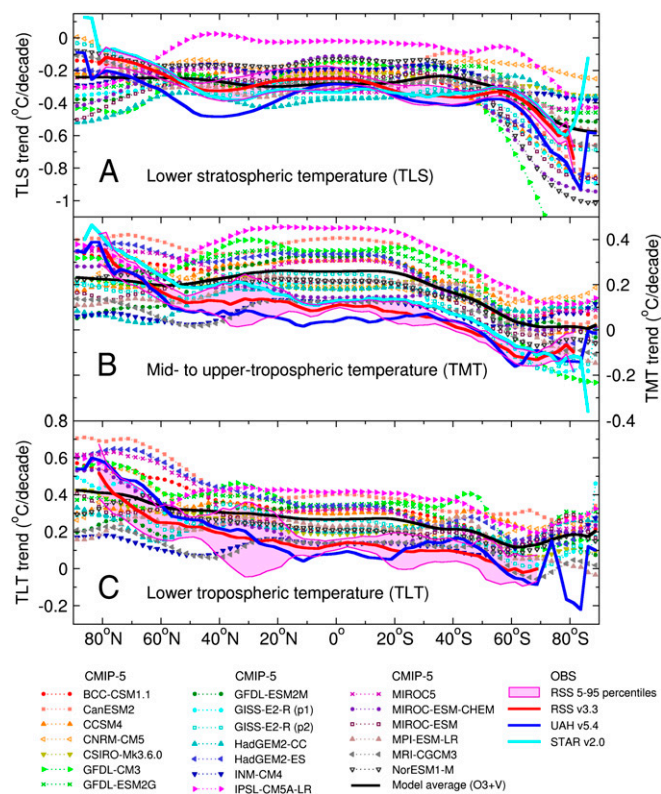 0
-0.2
-0.4
-0.6
-0.8
-1
TLS trend (°C/decade)
A Lower stratospheric temperature (TLS)
0.4
0.2
0
-0.2
-0.4
TMT trend (°C/decade)
TMT trend (°C/decade)
B Mid- to upper-tropospheric temperature (TMT)
0.8
0.6
0.4
0.2
0
-0.2
TLT trend (°C/decade)
C Lower tropospheric temperature (TLT)
80°N 60°N 40°N 20°N 0° 20°S 40°S 60°S 80°S
CMIP-5
BCC-CSM1.1
CanESM2
CCSM4
CNRM-CM5
CSIRO-Mk3.6.0
GFDL-CM3
GFDL-ESM2G
CMIP-5
GFDL-ESM2M
GISS-E2-R (p1)
GISS-E2-R (p2)
HadGEM2-CC
HadGEM2-ES
INM-CM4
IPSL-CM5A-LR
CMIP-5
MIROC5
MIROC-ESM-CHEM
MIROC-ESM
MPI-ESM-LR
MRI-CGCM3
NorESM1-M
Model average (O3+V)
OBS
RSS 5-95 percentiles
RSS v3.3
UAH v5.4
STAR v2.0